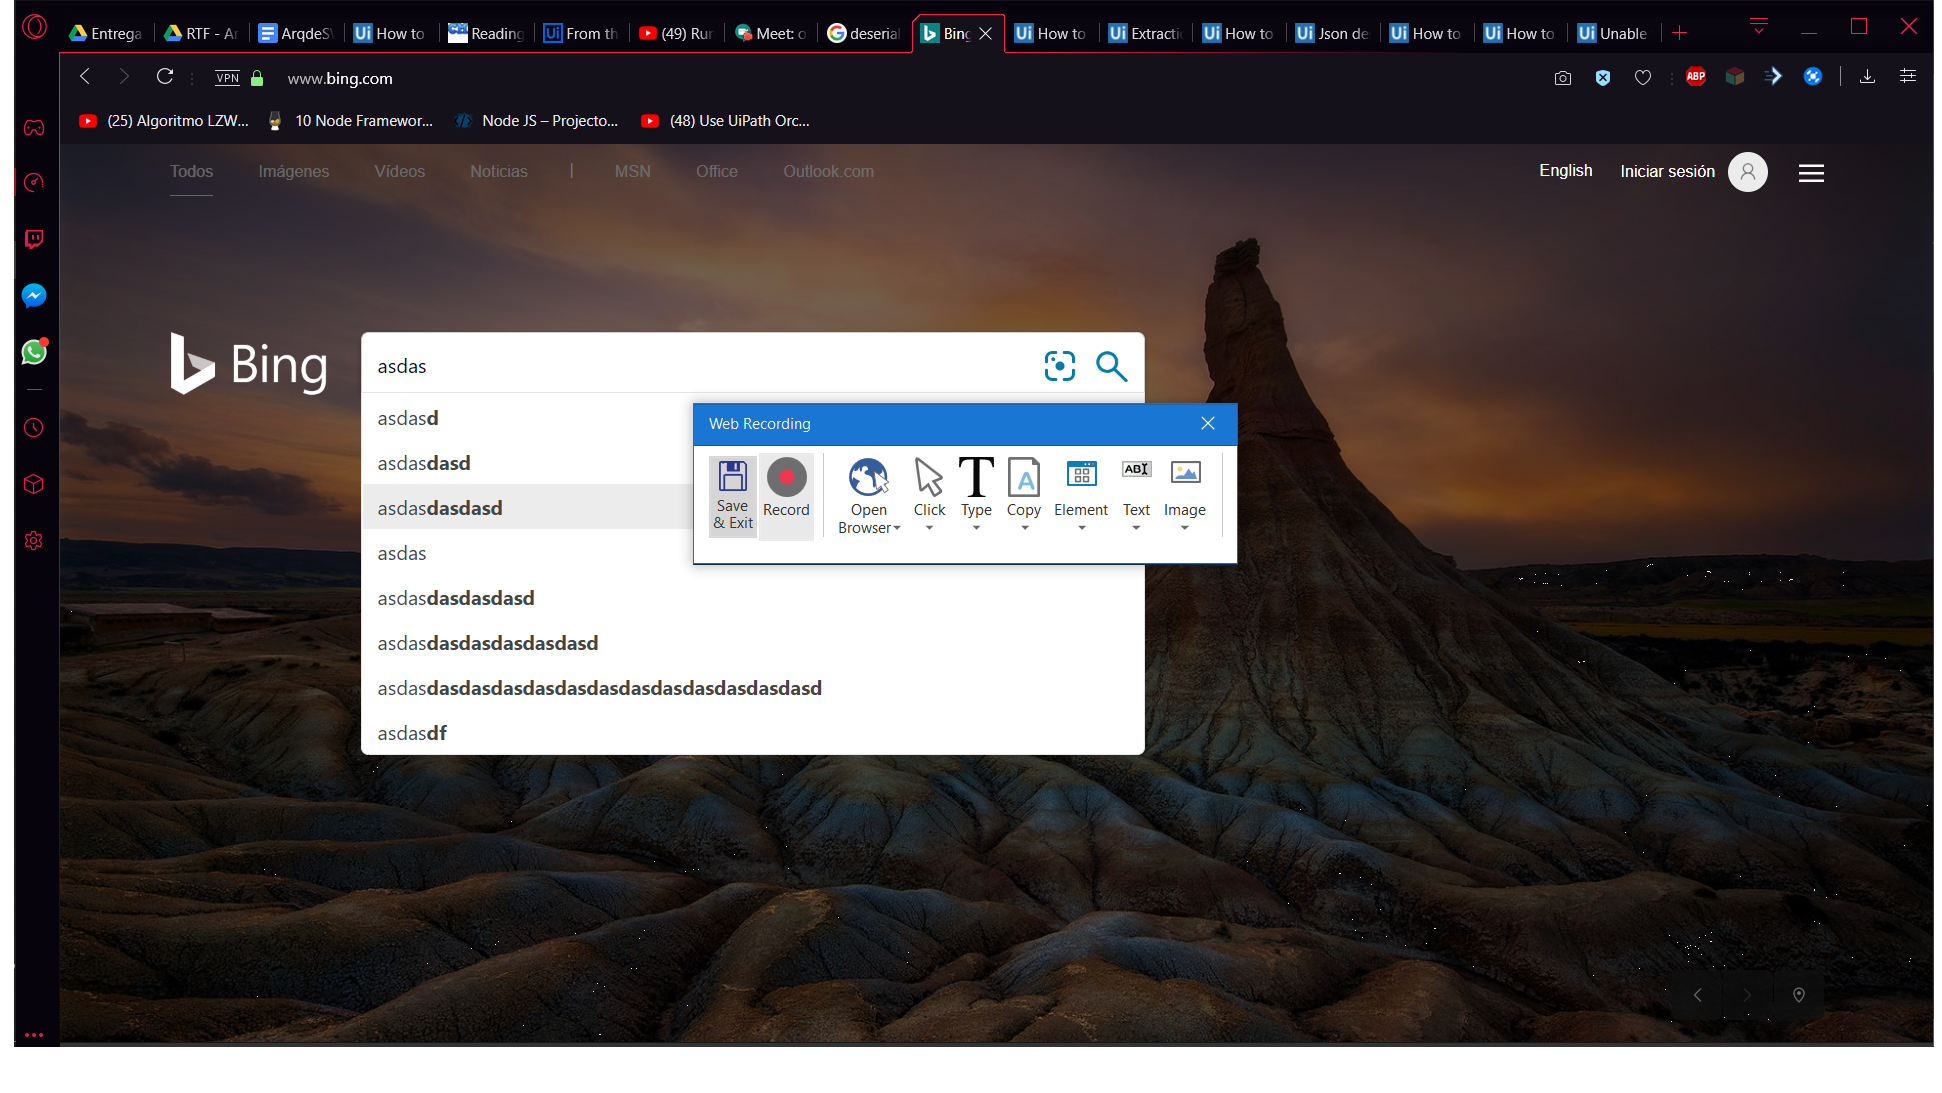 Entrega
RTF - Ar
ArqdeS
How to
Reading
From th
(49) Rur
Meet: o
deserial
Bing
How to
Extracti
How to
Json de
How to
How to
Unable
VPN
www.bing.com
ABP
(25) Algoritmo LZW...
10 Node Framewor...
Node JS – Projecto...
(48) Use UiPath Orc...
Todos
Imágenes
Vídeos
Noticias
|
MSN
Office
Outlook.com
English
Iniciar sesión
Bing
asdas
asdasd
asdasdasd
asdasdasdasd
asdas
asdasdasdasdasd
asdasdasdasdasdasdasd
asdasdasdasdasdasdasdasdasdasdasdasdasdasd
asdasdf
Web Recording
Save
& Exit
Record
Open
Browser
Click
Type
Copy
Element
Text
Image